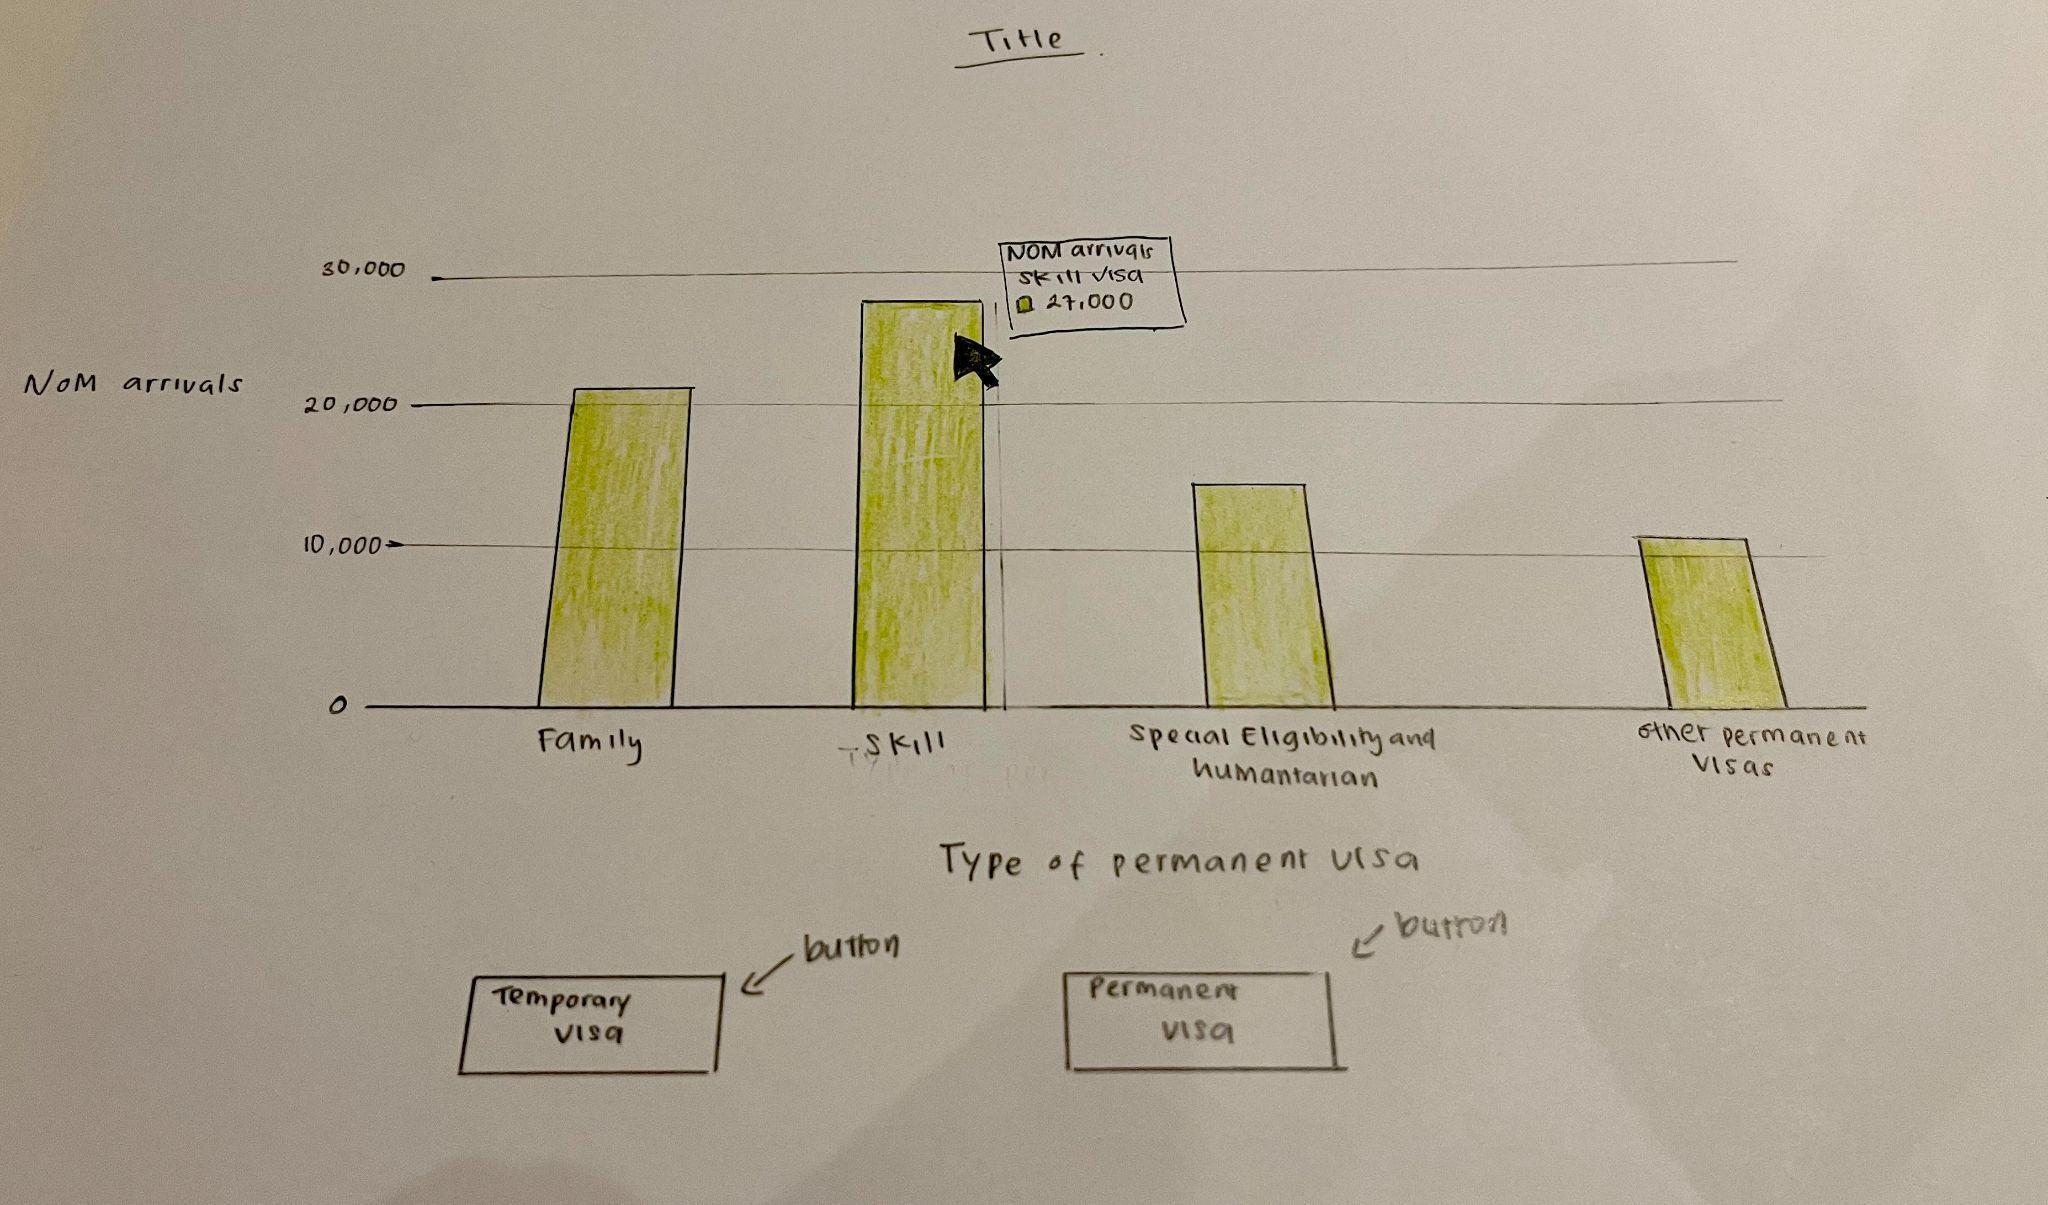 Title
30,000
NOM arrivals
skill visa
27,000
NOM arrivals
20,000
10,000
0
Family
Skill
Special Eligibility and
humantarian
other permanent
visas
Type of permanent visa
button
button
Temporary
visa
Permanent
visa